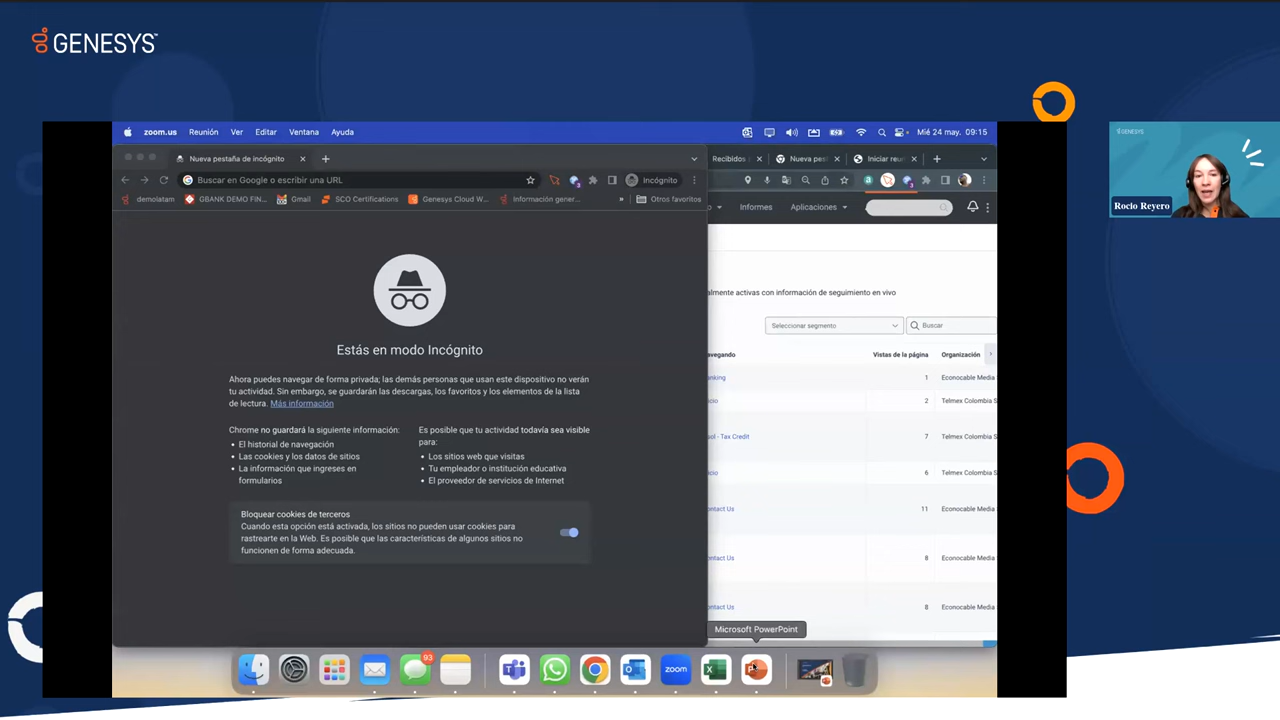 GENESYS™
zoom.us Reunión Ver Editar Ventana Ayuda
Mié 24 may. 09:15
Nueva pestaña de incógnito
Recibidos
Nueva pes
Iniciar reu
Buscar en Google o escribir una URL
Incógnito
demolatam
GBANK DEMO FIN...
Gmail
SCO Certifications
Genesys Cloud W...
Información gener...
»
Otros favoritos
Informes
Aplicaciones
GENESYS
Rocio Reyero
Estás en modo Incógnito
Ahora puedes navegar de forma privada; las demás personas que usan este dispositivo no verán
tu actividad. Sin embargo, se guardarán las descargas, los favoritos y los elementos de la lista
de lectura. Más información
Chrome no guardará la siguiente información:
• El historial de navegación
• Las cookies y los datos de sitios
• La información que ingreses en
formularios
Es posible que tu actividad todavía sea visible
para:
• Los sitios web que visitas
• Tu empleador o institución educativa
• El proveedor de servicios de Internet
Bloquear cookies de terceros
Cuando esta opción está activada, los sitios no pueden usar cookies para
rastrearte en la Web. Es posible que las características de algunos sitios no
funcionen de forma adecuada.
almente activas con información de seguimiento en vivo
Seleccionar segmento
Buscar
avegando
Vistas de la página
Organización
anking
1
Econocable Media
icio
2
Telmex Colombia S
sol - Tax Credit
7
Telmex Colombia S
icio
6
Telmex Colombia S
ontact Us
11
Econocable Media
ontact Us
8
Econocable Media
ontact Us
8
Econocable Media
Microsoft PowerPoint
93
zoom